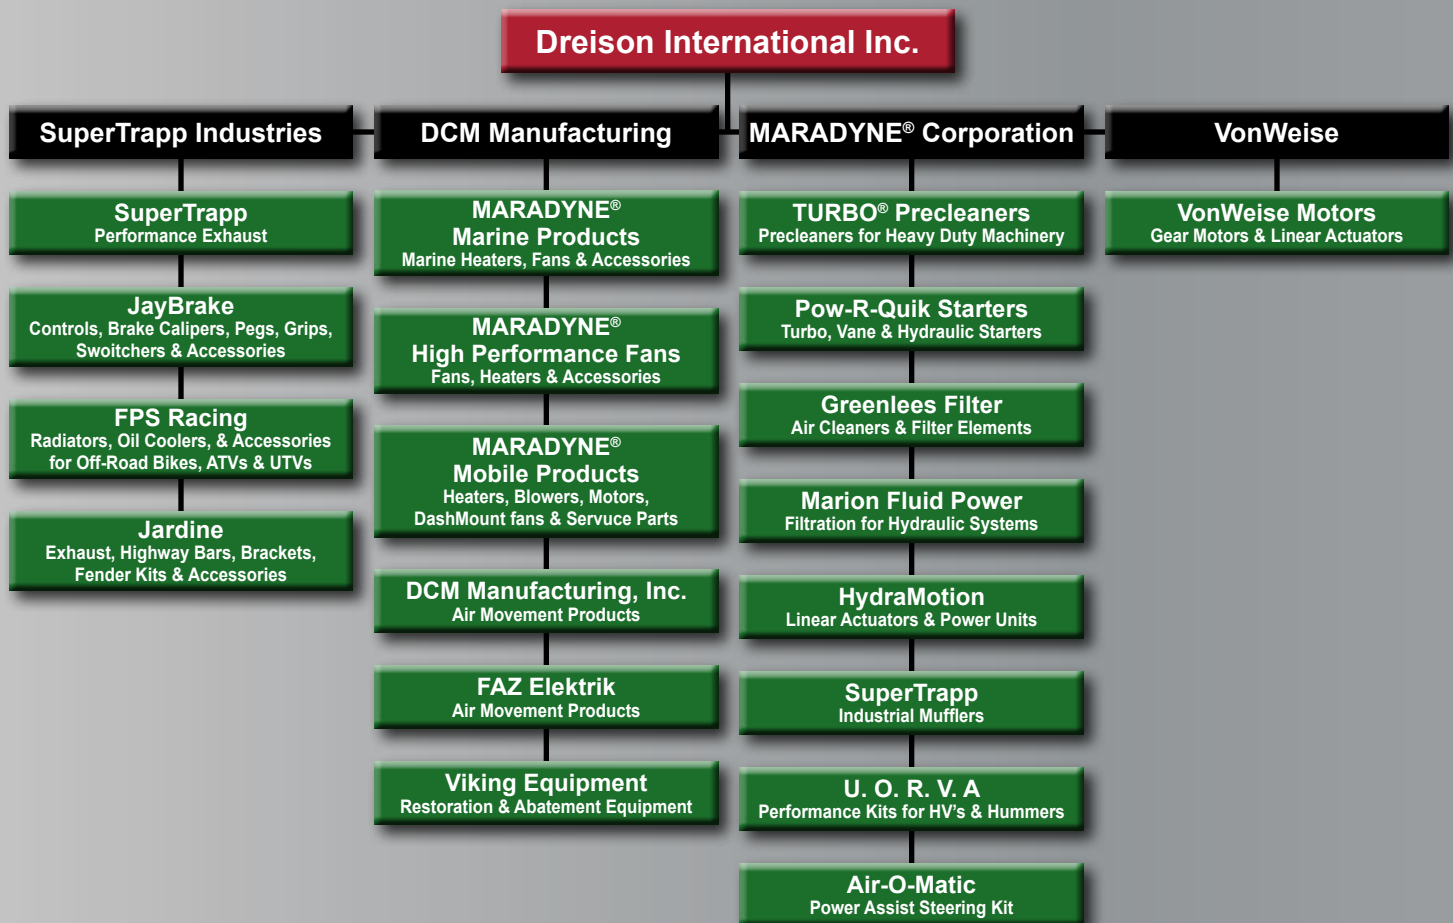 Dreison International Inc.
SuperTrapp Industries
SuperTrapp
Performance Exhaust
JayBrake
Controls, Brake Calipers, Pegs, Grips,
Swoitchers & Accessories
FPS Racing
Radiators, Oil Coolers, & Accessories
for Off-Road Bikes, ATVs & UTVs
Jardine
Exhaust, Highway Bars, Brackets,
Fender Kits & Accessories
DCM Manufacturing
MARADYNE®
Marine Products
Marine Heaters, Fans & Accessories
MARADYNE®
High Performance Fans
Fans, Heaters & Accessories
MARADYNE®
Mobile Products
Heaters, Blowers, Motors,
DashMount fans & Servuce Parts
DCM Manufacturing, Inc.
Air Movement Products
FAZ Elektrik
Air Movement Products
Viking Equipment
Restoration & Abatement Equipment
MARADYNE® Corporation
TURBO® Precleaners
Precleaners for Heavy Duty Machinery
Pow-R-Quik Starters
Turbo, Vane & Hydraulic Starters
Greenlees Filter
Air Cleaners & Filter Elements
Marion Fluid Power
Filtration for Hydraulic Systems
HydraMotion
Linear Actuators & Power Units
SuperTrapp
Industrial Mufflers
U. O. R. V. A
Performance Kits for HV's & Hummers
Air-O-Matic
Power Assist Steering Kit
VonWeise
VonWeise Motors
Gear Motors & Linear Actuators